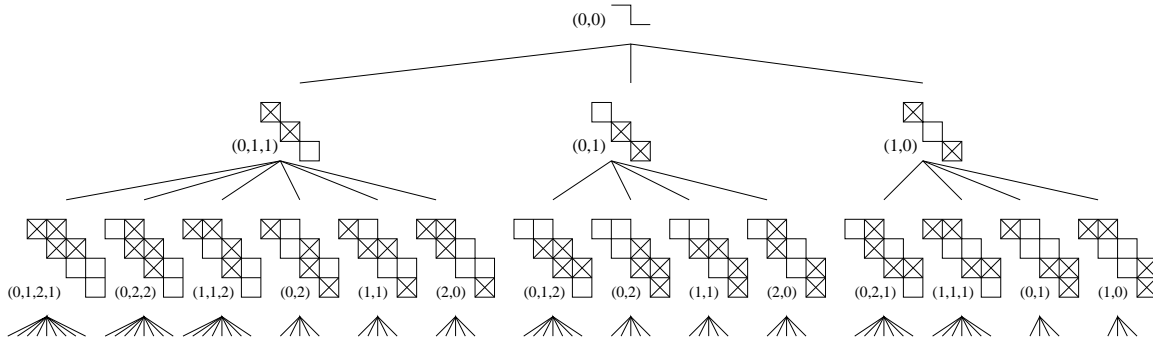 (0,0)
(0,1,1) (0,1) (1,0)
(0,1,2,1) (0,2,2) (1,1,2) (0,2) (1,1) (2,0) (0,1,2) (0,2) (1,1) (2,0) (0,2,1) (1,1,1) (0,1) (1,0)